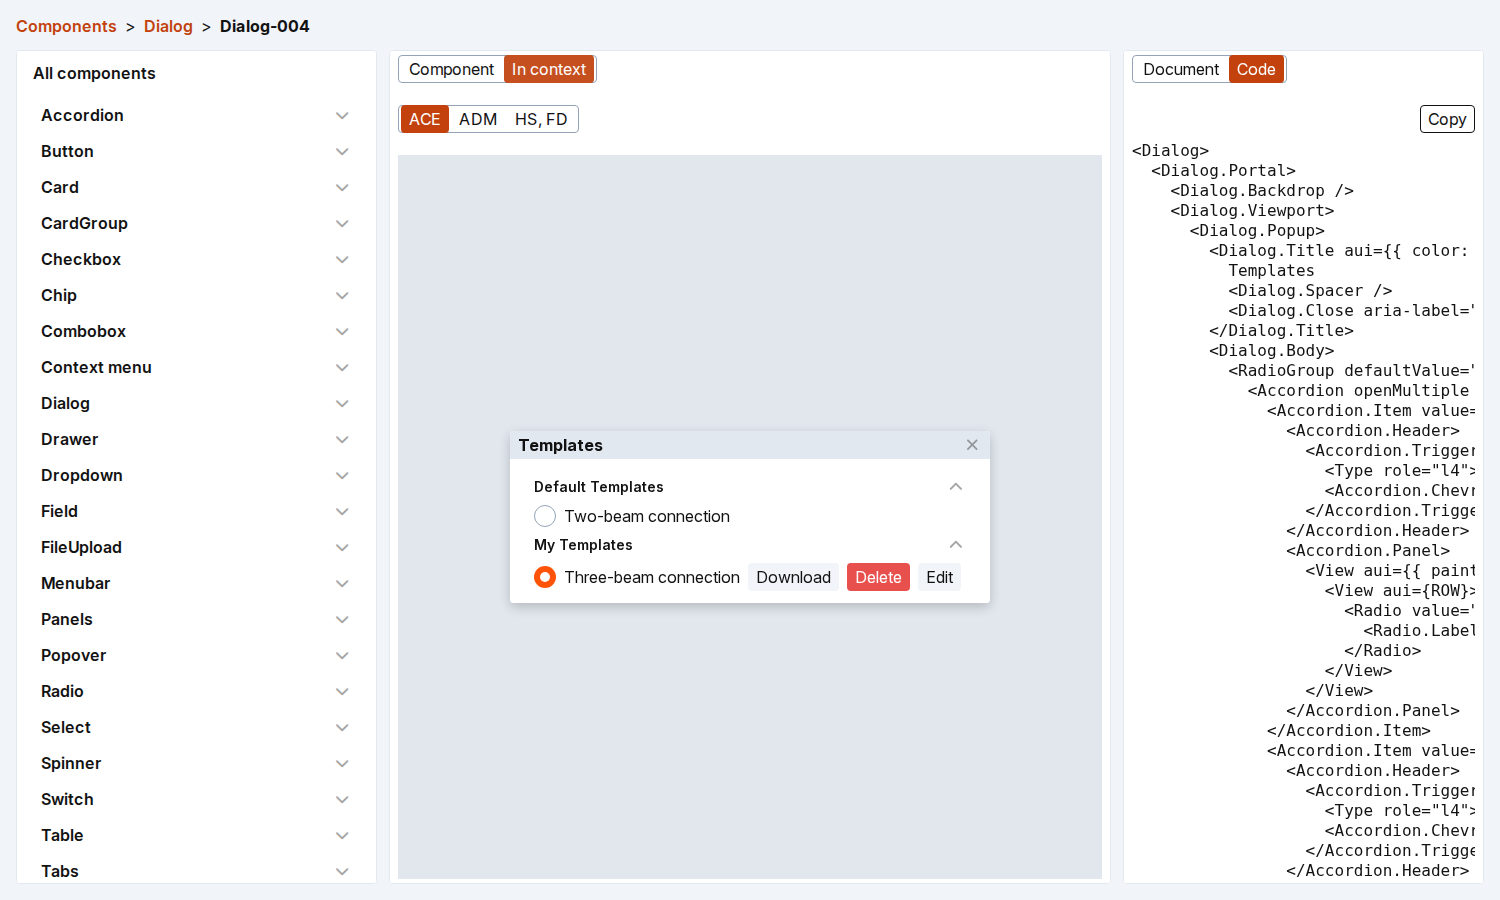 Components > Dialog > Dialog-004
All components
Accordion
Button
Card
CardGroup
Checkbox
Chip
Combobox
Context menu
Dialog
Drawer
Dropdown
Field
FileUpload
Menubar
Panels
Popover
Radio
Select
Spinner
Switch
Table
Tabs
Component In context
ACE ADM HS, FD
Templates
Default Templates
Two-beam connection
My Templates
Three-beam connection Download Delete Edit
Document Code
Copy
<Dialog>
<Dialog.Portal>
<Dialog.Backdrop />
<Dialog.Viewport>
<Dialog.Popup>
<Dialog.Title aui={{ color:
Templates
<Dialog.Spacer />
<Dialog.Close aria-label="
</Dialog.Title>
<Dialog.Body>
<RadioGroup defaultValue="
<Accordion openMultiple
<Accordion.Item value=
<Accordion.Header>
<Accordion.Trigger
<Type role="l4">
<Accordion.Chevr
</Accordion.Trigge
</Accordion.Header>
<Accordion.Panel>
<View aui={{ paint
<View aui={ROW}>
<Radio value="
<Radio.Label
</Radio>
</View>
</View>
</Accordion.Panel>
</Accordion.Item>
<Accordion.Item value=
<Accordion.Header>
<Accordion.Trigger
<Type role="l4">
<Accordion.Chevr
</Accordion.Trigge
</Accordion.Header>